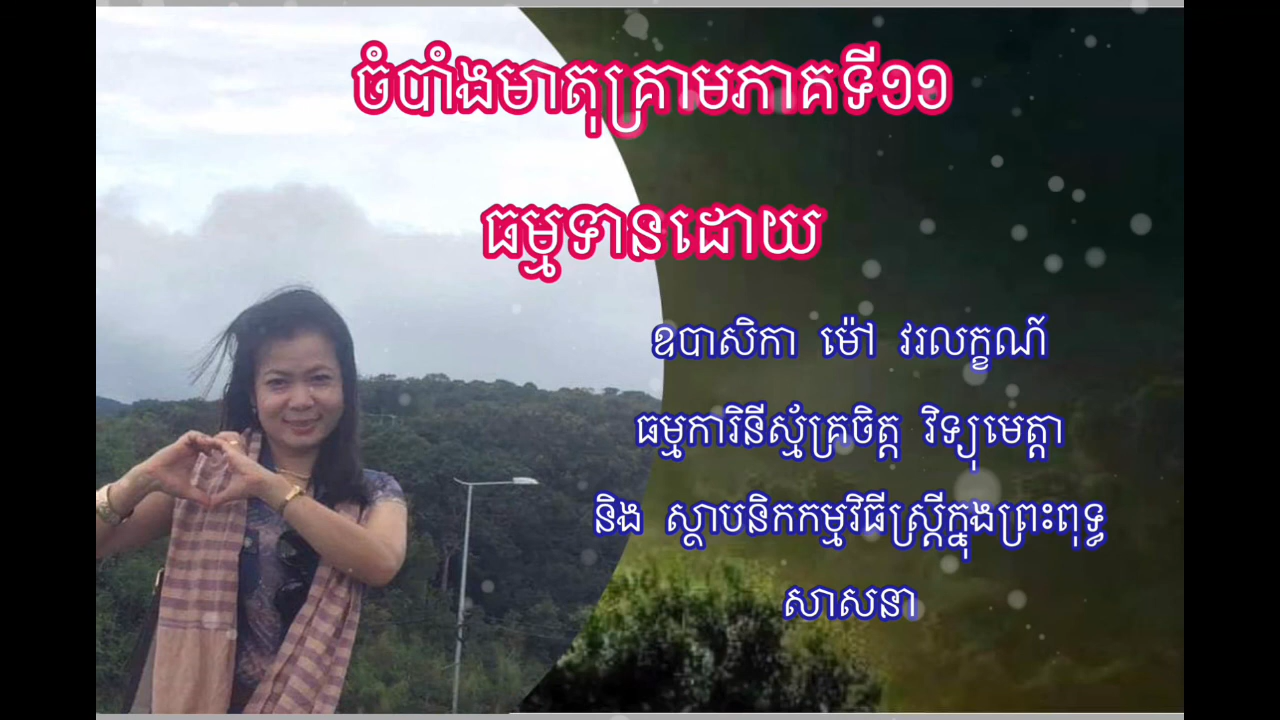 ចំបាំងមាតុគ្រាមភាគទី១១
ធម្មទានដោយ
ឧបាសិកា ម៉ៅ វរលក្ខណ៍
ធម្មការិនីស្ម័គ្រចិត្ត វិទ្យុមេត្តា
និង ស្ថាបនិកកម្មវិធីស្ត្រីក្នុងព្រះពុទ្ធ
សាសនា